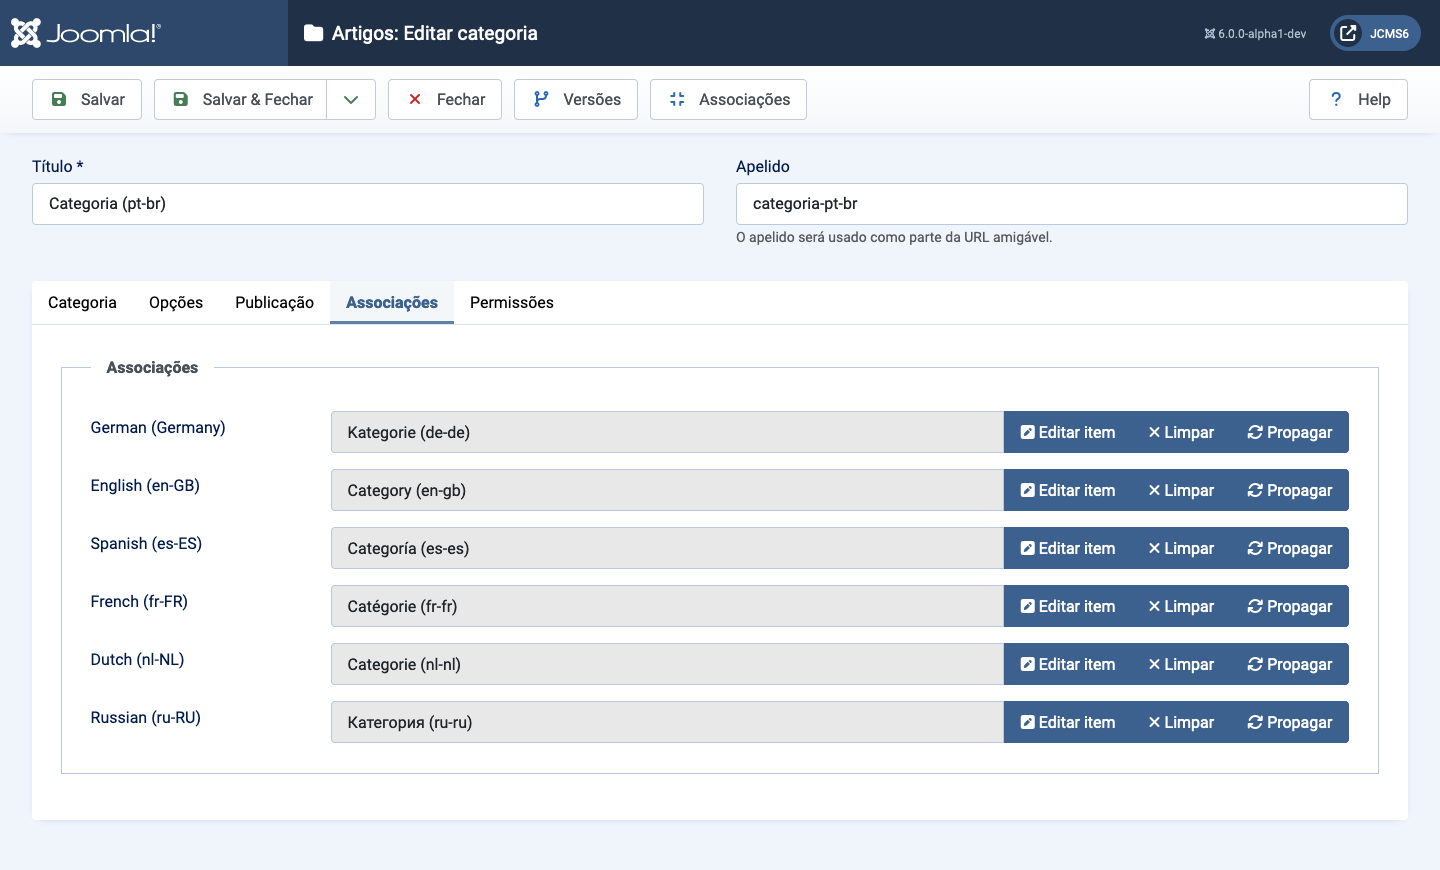 Joomla!®
Artigos: Editar categoria
6.0.0-alpha1-dev
JCMS6
Salvar
Salvar & Fechar
Fechar
Versões
Associações
? Help
Título *
Apelido
Categoria (pt-br)
categoria-pt-br
O apelido será usado como parte da URL amigável.
Categoria
Opções
Publicação
Associações
Permissões
Associações
German (Germany)
Kategorie (de-de)
Editar item
Limpar
Propagar
English (en-GB)
Category (en-gb)
Editar item
Limpar
Propagar
Spanish (es-ES)
Categoría (es-es)
Editar item
Limpar
Propagar
French (fr-FR)
Catégorie (fr-fr)
Editar item
Limpar
Propagar
Dutch (nl-NL)
Categorie (nl-nl)
Editar item
Limpar
Propagar
Russian (ru-RU)
Категория (ru-ru)
Editar item
Limpar
Propagar